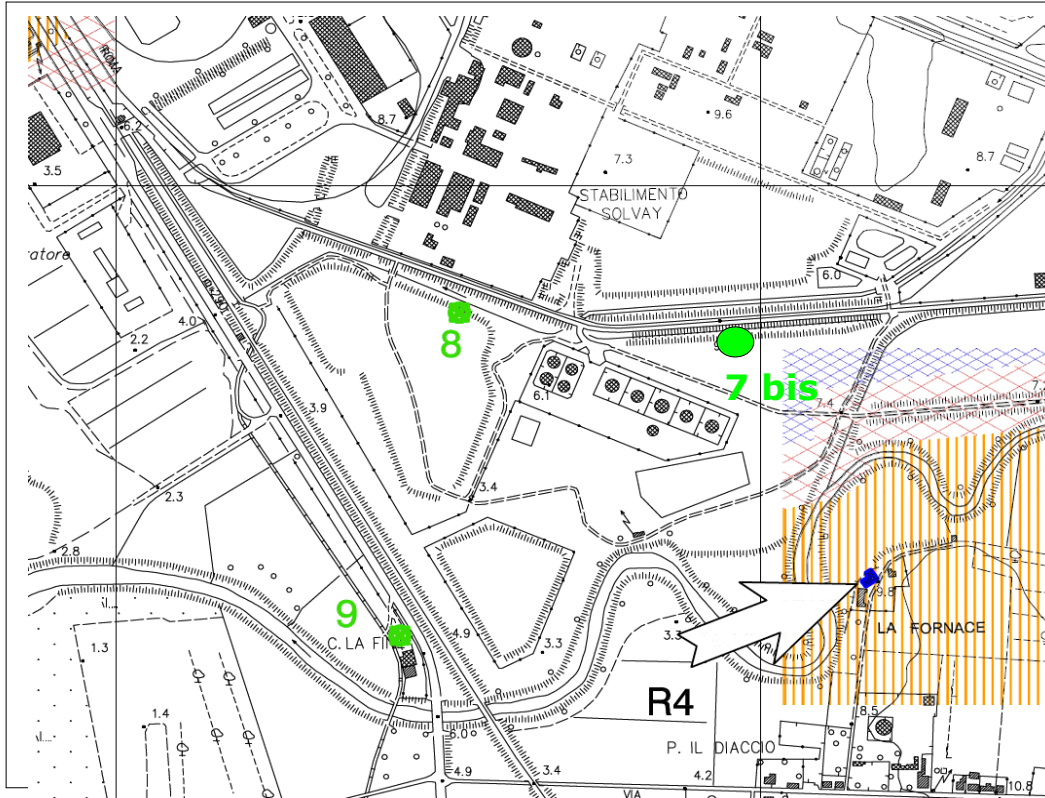 ROMA
6.2
8.7
9.6
7.3
8.7
3.5
STABILIMENTO
SOLVAY
ratore
6.0
4.0
2.2
8
7 bis
6.1
7.4
3.9
3.4
2.3
2.8
9
9.8
LA FORNACE
C. LA FI
4.9
3.3
3.3
1.3
R4
8.5
1.4
6.0
P. IL DIACCIO
4.9
3.4
4.2
VIA
10.8